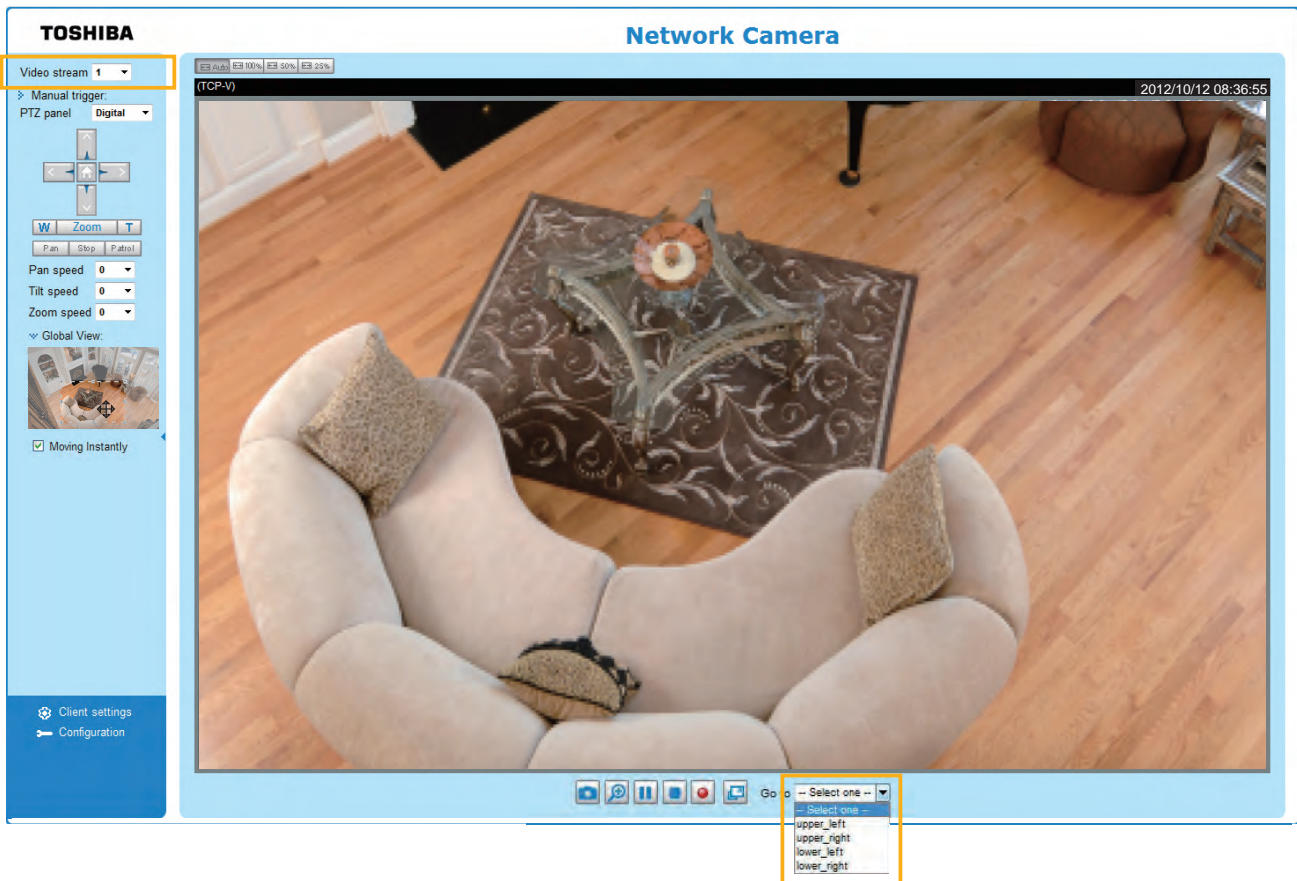 TOSHIBA
Network Camera
Video stream 1
Manual trigger:
PTZ panel Digital
W Zoom T
Pan Stop Patrol
Pan speed 0
Tilt speed 0
Zoom speed 0
Global View:
Moving Instantly
Client settings
Configuration
Auto 100% 50% 25%
(TCP-V) 2012/10/12 08:36:55
Go to -- Select one --
-- Select one --
upper_left
upper_right
lower_left
lower_right